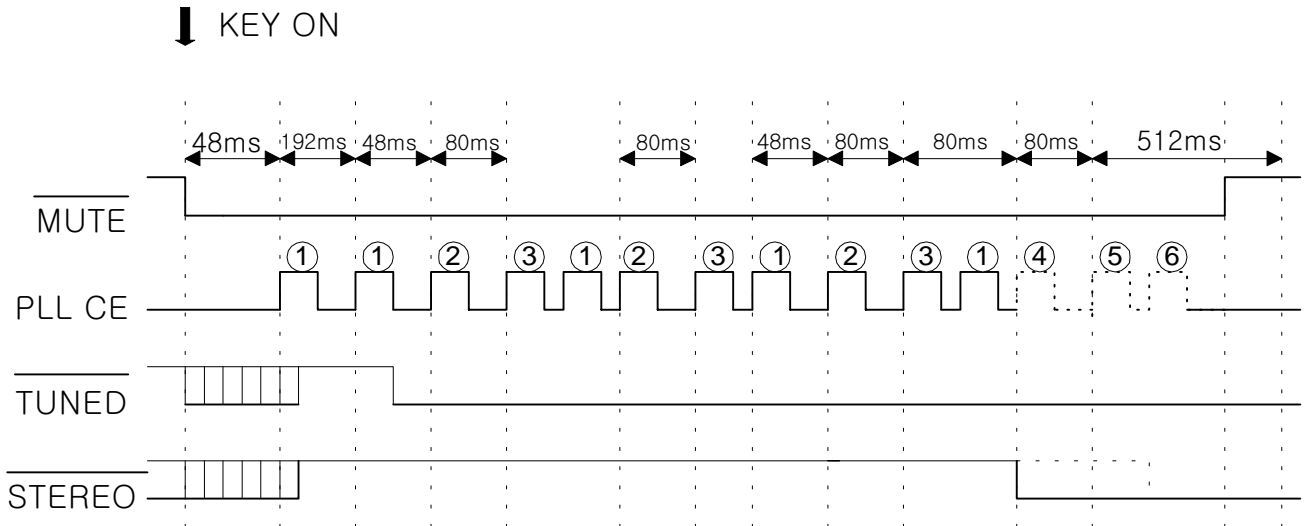 KEY ON
48ms 192ms 48ms 80ms 80ms 48ms 80ms 80ms 80ms 512ms
MUTE
① ① ② ③ ① ② ③ ① ② ③ ① ④ ⑤ ⑥
PLL CE
TUNED
STEREO